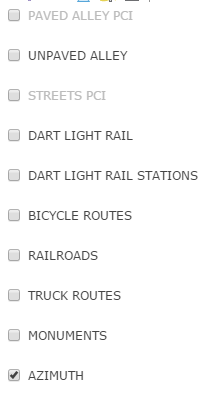 PAVED ALLEY PCI
UNPAVED ALLEY
STREETS PCI
DART LIGHT RAIL
DART LIGHT RAIL STATIONS
BICYCLE ROUTES
RAILROADS
TRUCK ROUTES
MONUMENTS
AZIMUTH